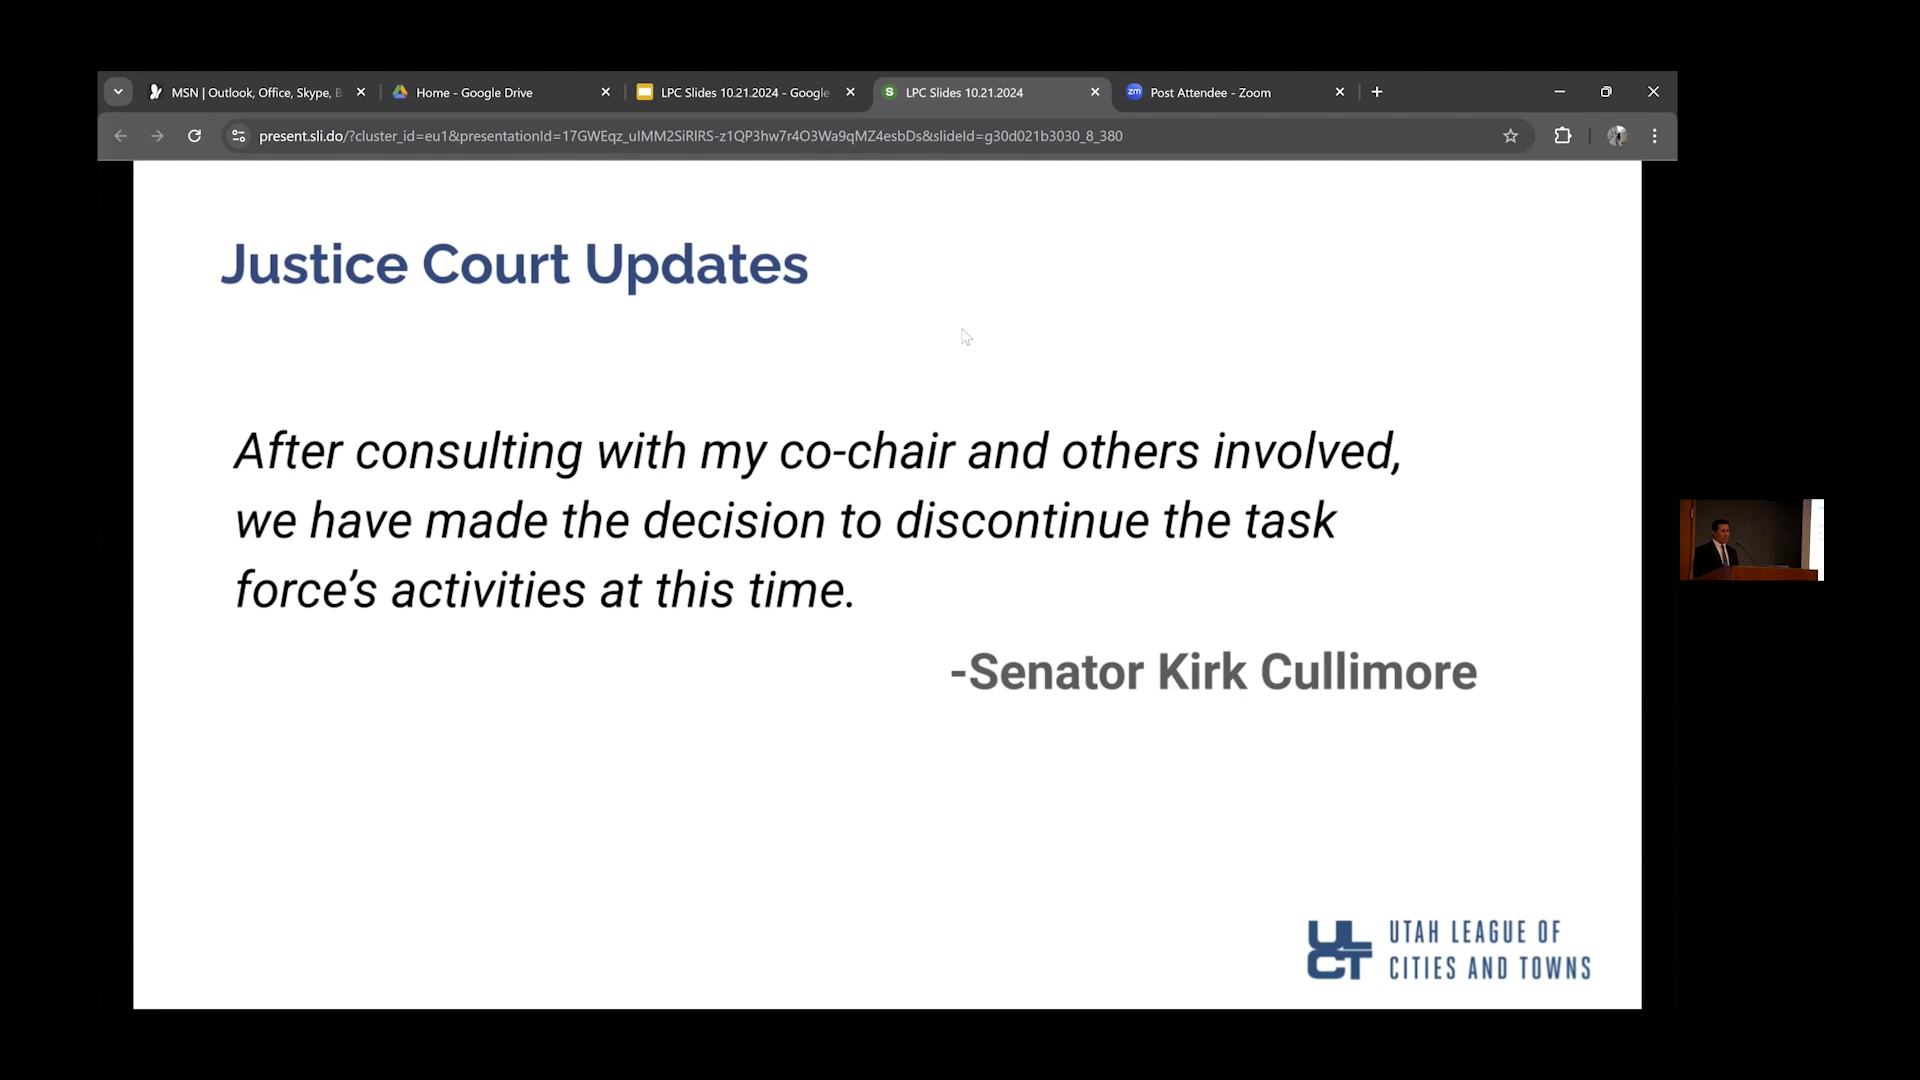 MSN | Outlook, Office, Skype, B
Home - Google Drive
LPC Slides 10.21.2024 - Google
LPC Slides 10.21.2024
zm
Post Attendee - Zoom
present.sli.do/?cluster_id=eu1&presentationId=17GWEqz_uIMM2SiRlRS-z1QP3hw7r4O3Wa9qMZ4esbDs&slideId=g30d021b3030_8_380
Justice Court Updates
After consulting with my co-chair and others involved,
we have made the decision to discontinue the task
force’s activities at this time.
-Senator Kirk Cullimore
ULCT
UTAH LEAGUE OF
CITIES AND TOWNS